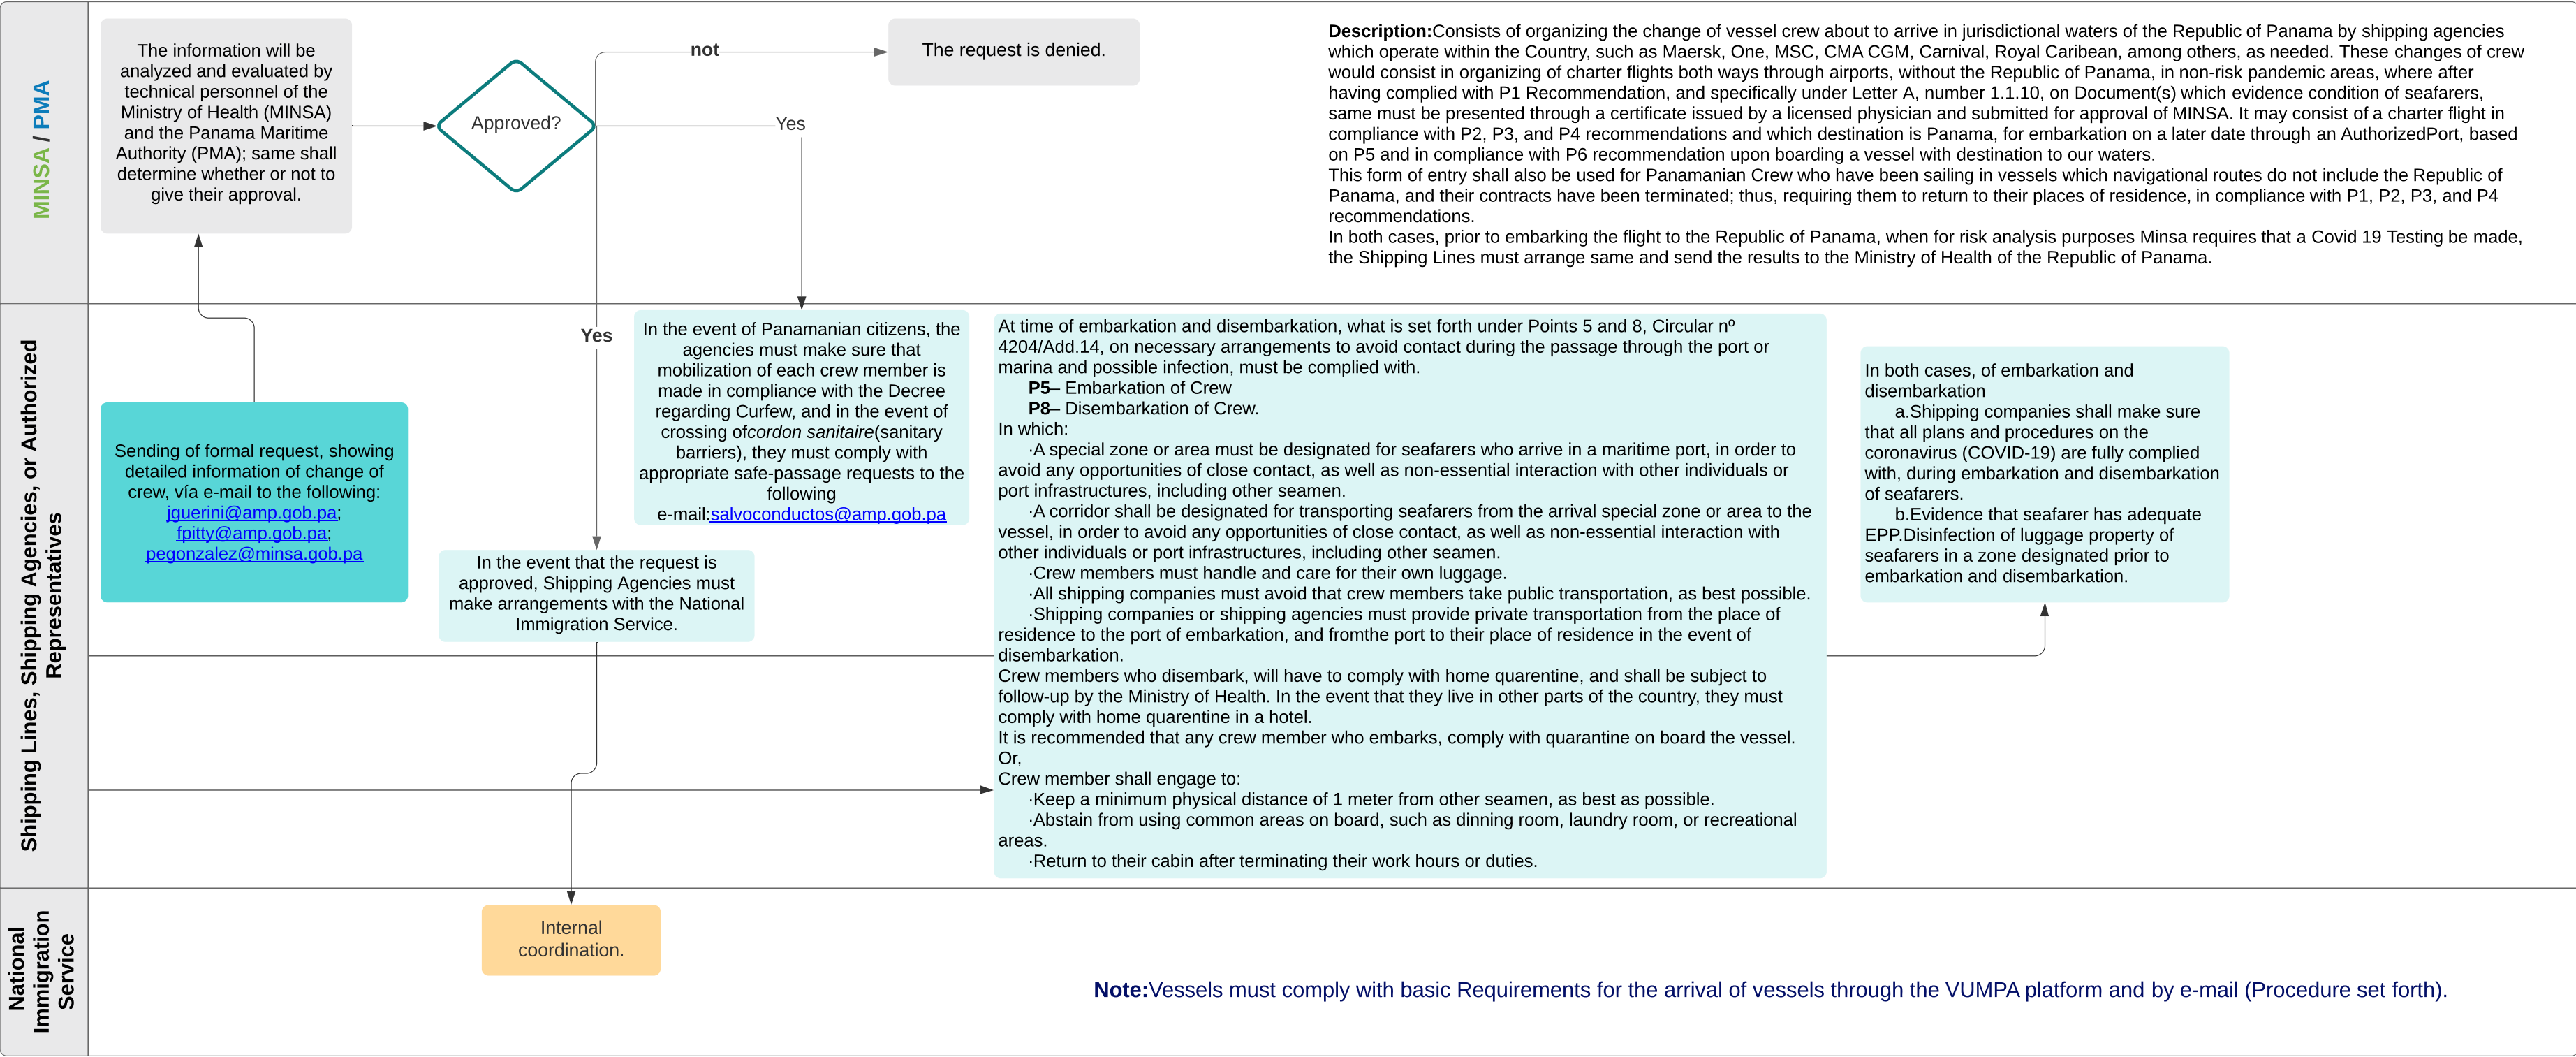 MINSA / PMA
The information will be
analyzed and evaluated by
technical personnel of the
Ministry of Health (MINSA)
and the Panama Maritime
Authority (PMA); same shall
determine whether or not to
give their approval.
Approved?
not
The request is denied.
Yes
Description:Consists of organizing the change of vessel crew about to arrive in jurisdictional waters of the Republic of Panama by shipping agencies
which operate within the Country, such as Maersk, One, MSC, CMA CGM, Carnival, Royal Caribean, among others, as needed. These changes of crew
would consist in organizing of charter flights both ways through airports, without the Republic of Panama, in non-risk pandemic areas, where after
having complied with P1 Recommendation, and specifically under Letter A, number 1.1.10, on Document(s) which evidence condition of seafarers,
same must be presented through a certificate issued by a licensed physician and submitted for approval of MINSA. It may consist of a charter flight in
compliance with P2, P3, and P4 recommendations and which destination is Panama, for embarkation on a later date through an AuthorizedPort, based
on P5 and in compliance with P6 recommendation upon boarding a vessel with destination to our waters.
This form of entry shall also be used for Panamanian Crew who have been sailing in vessels which navigational routes do not include the Republic of
Panama, and their contracts have been terminated; thus, requiring them to return to their places of residence, in compliance with P1, P2, P3, and P4
recommendations.
In both cases, prior to embarking the flight to the Republic of Panama, when for risk analysis purposes Minsa requires that a Covid 19 Testing be made,
the Shipping Lines must arrange same and send the results to the Ministry of Health of the Republic of Panama.
Shipping Lines, Shipping Agencies, or Authorized
Representatives
Sending of formal request, showing
detailed information of change of
crew, vía e-mail to the following:
jguerini@amp.gob.pa;
fpitty@amp.gob.pa;
pegonzalez@minsa.gob.pa
Yes
In the event of Panamanian citizens, the
agencies must make sure that
mobilization of each crew member is
made in compliance with the Decree
regarding Curfew, and in the event of
crossing ofcordon sanitaire(sanitary
barriers), they must comply with
appropriate safe-passage requests to the
following
e-mail:salvoconductos@amp.gob.pa
In the event that the request is
approved, Shipping Agencies must
make arrangements with the National
Immigration Service.
At time of embarkation and disembarkation, what is set forth under Points 5 and 8, Circular nº
4204/Add.14, on necessary arrangements to avoid contact during the passage through the port or
marina and possible infection, must be complied with.
P5– Embarkation of Crew
P8– Disembarkation of Crew.
In which:
·A special zone or area must be designated for seafarers who arrive in a maritime port, in order to
avoid any opportunities of close contact, as well as non-essential interaction with other individuals or
port infrastructures, including other seamen.
·A corridor shall be designated for transporting seafarers from the arrival special zone or area to the
vessel, in order to avoid any opportunities of close contact, as well as non-essential interaction with
other individuals or port infrastructures, including other seamen.
·Crew members must handle and care for their own luggage.
·All shipping companies must avoid that crew members take public transportation, as best possible.
·Shipping companies or shipping agencies must provide private transportation from the place of
residence to the port of embarkation, and fromthe port to their place of residence in the event of
disembarkation.
Crew members who disembark, will have to comply with home quarentine, and shall be subject to
follow-up by the Ministry of Health. In the event that they live in other parts of the country, they must
comply with home quarentine in a hotel.
It is recommended that any crew member who embarks, comply with quarantine on board the vessel.
Or,
Crew member shall engage to:
·Keep a minimum physical distance of 1 meter from other seamen, as best as possible.
·Abstain from using common areas on board, such as dinning room, laundry room, or recreational
areas.
·Return to their cabin after terminating their work hours or duties.
In both cases, of embarkation and
disembarkation
a.Shipping companies shall make sure
that all plans and procedures on the
coronavirus (COVID-19) are fully complied
with, during embarkation and disembarkation
of seafarers.
b.Evidence that seafarer has adequate
EPP.Disinfection of luggage property of
seafarers in a zone designated prior to
embarkation and disembarkation.
National
Immigration
Service
Internal
coordination.
Note:Vessels must comply with basic Requirements for the arrival of vessels through the VUMPA platform and by e-mail (Procedure set forth).